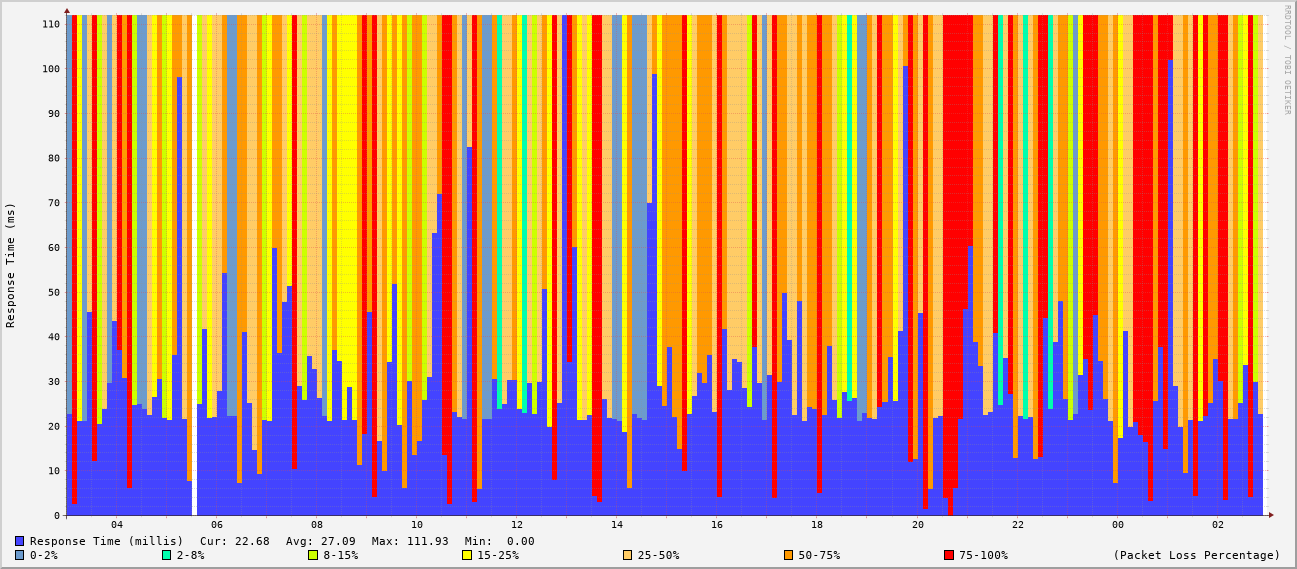 RRDTOOL / TOBI OETIKER
Response Time (ms)
110
100
90
80
70
60
50
40
30
20
10
0
04 06 08 10 12 14 16 18 20 22 00 02
Response Time (millis) Cur: 22.68 Avg: 27.09 Max: 111.93 Min: 0.00
0-2% 2-8% 8-15% 15-25% 25-50% 50-75% 75-100% (Packet Loss Percentage)